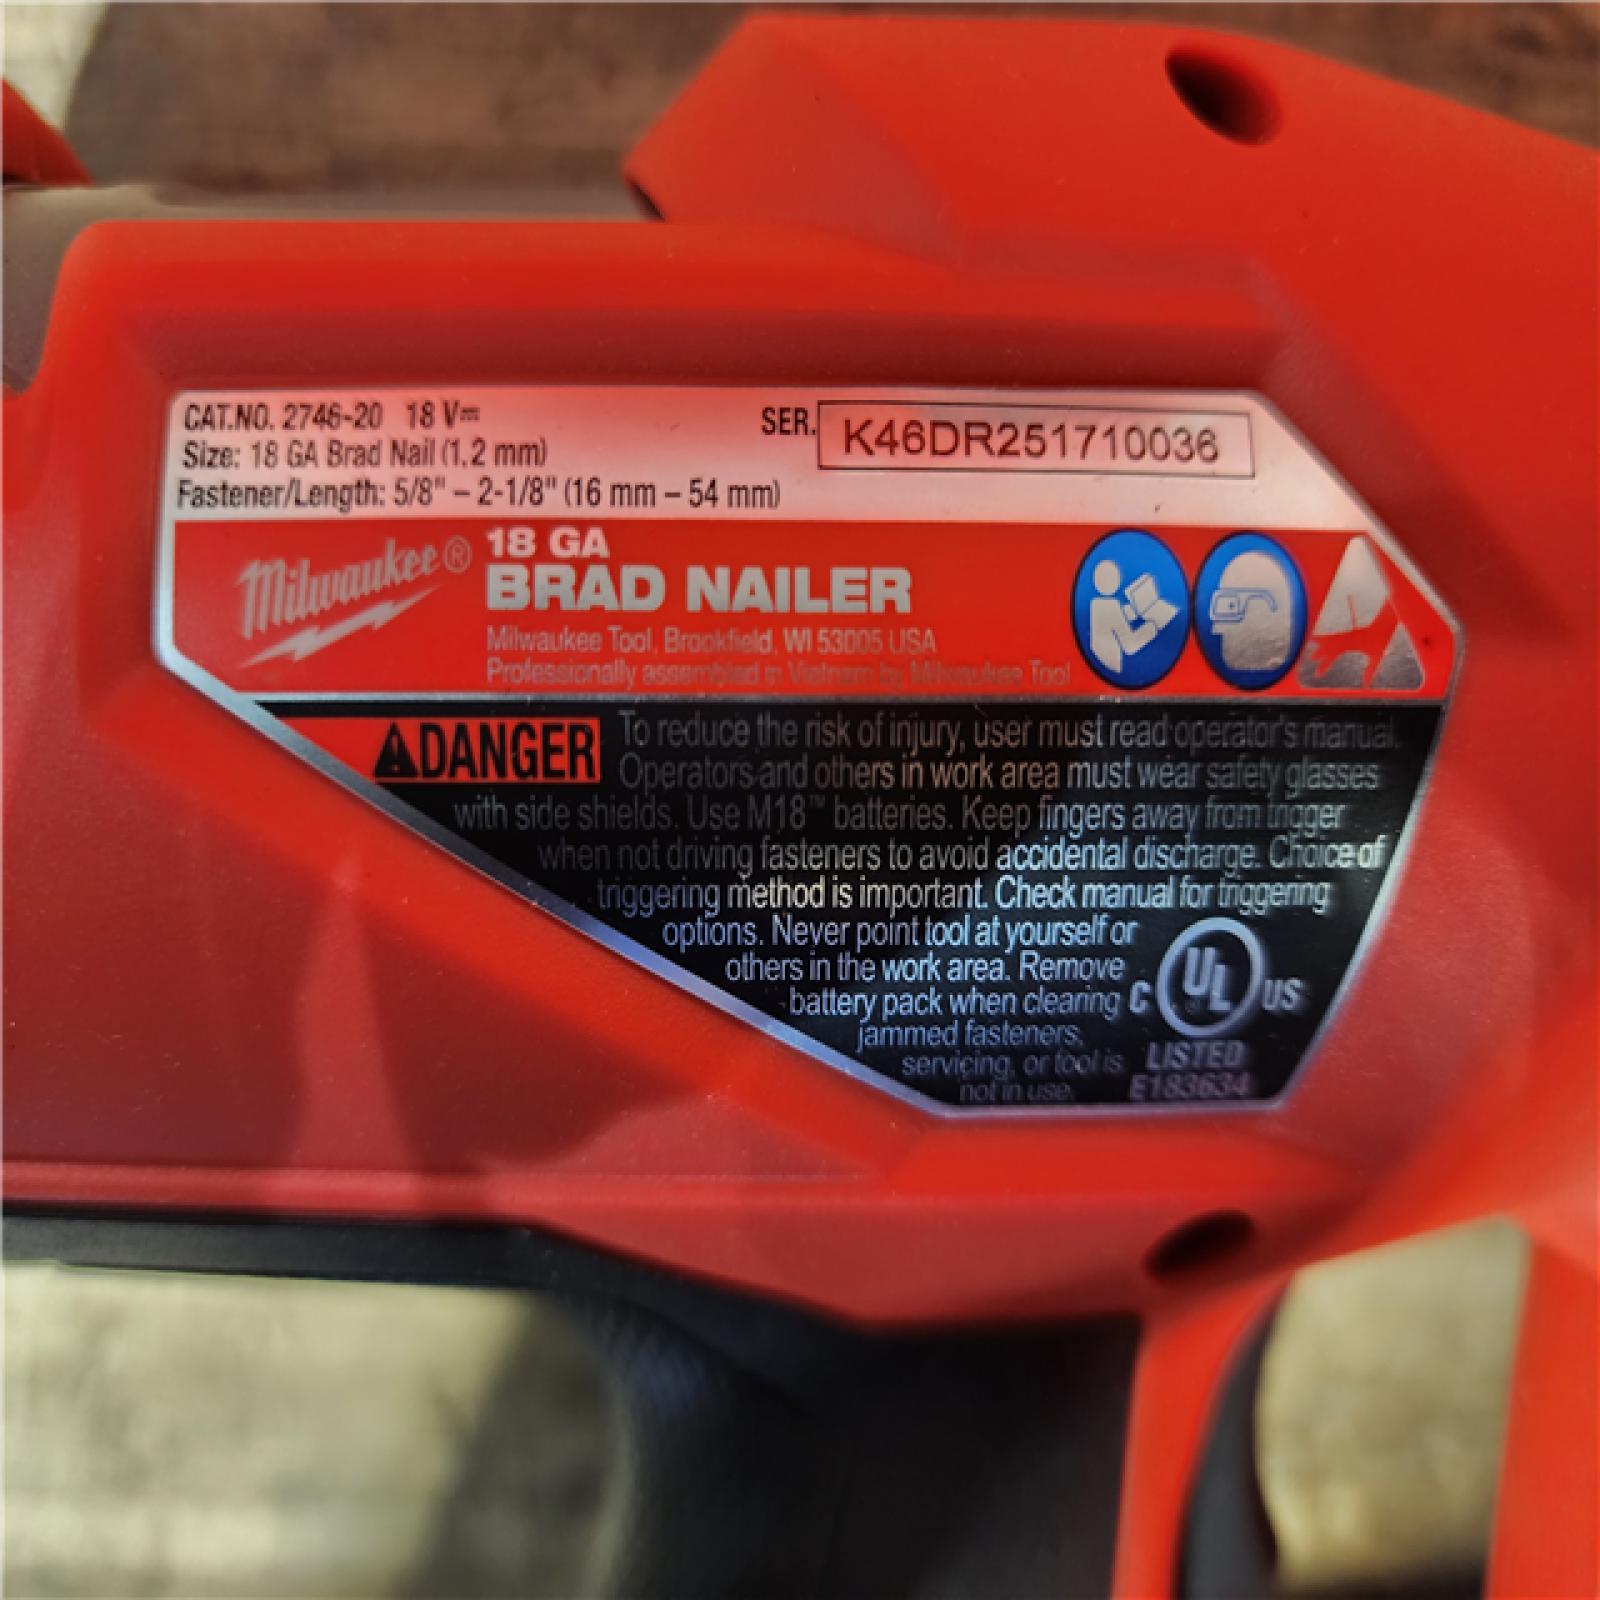 CAT.NO. 2746-20 18 V⎓
SER. K46DR251710036
Size: 18 GA Brad Nail (1.2 mm)
Fastener/Length: 5/8" – 2-1/8" (16 mm – 54 mm)
Milwaukee®
18 GA
BRAD NAILER
Milwaukee Tool, Brookfield, WI 53005 USA
Professionally assembled in Vietnam by Milwaukee Tool
DANGER To reduce the risk of injury, user must read operator's manual.
Operators and others in work area must wear safety glasses
with side shields. Use M18™ batteries. Keep fingers away from trigger
when not driving fasteners to avoid accidental discharge. Choice of
triggering method is important. Check manual for triggering
options. Never point tool at yourself or
others in the work area. Remove
battery pack when clearing
jammed fasteners,
servicing, or tool is
not in use.
C UL US
LISTED
E183634